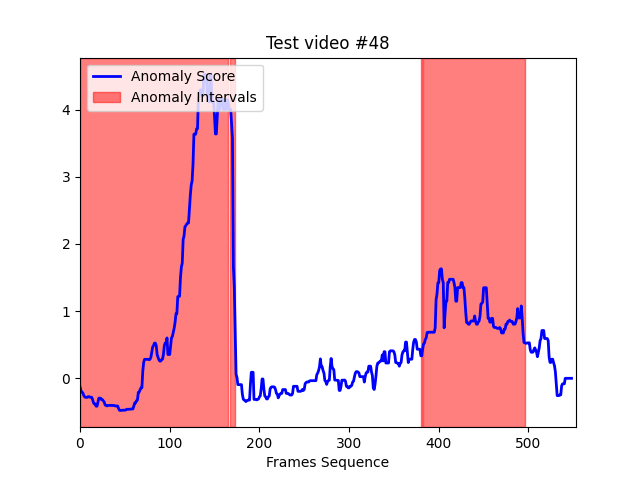 Test video #48
Anomaly Score
Anomaly Intervals
4
3
2
1
0
0 100 200 300 400 500
Frames Sequence